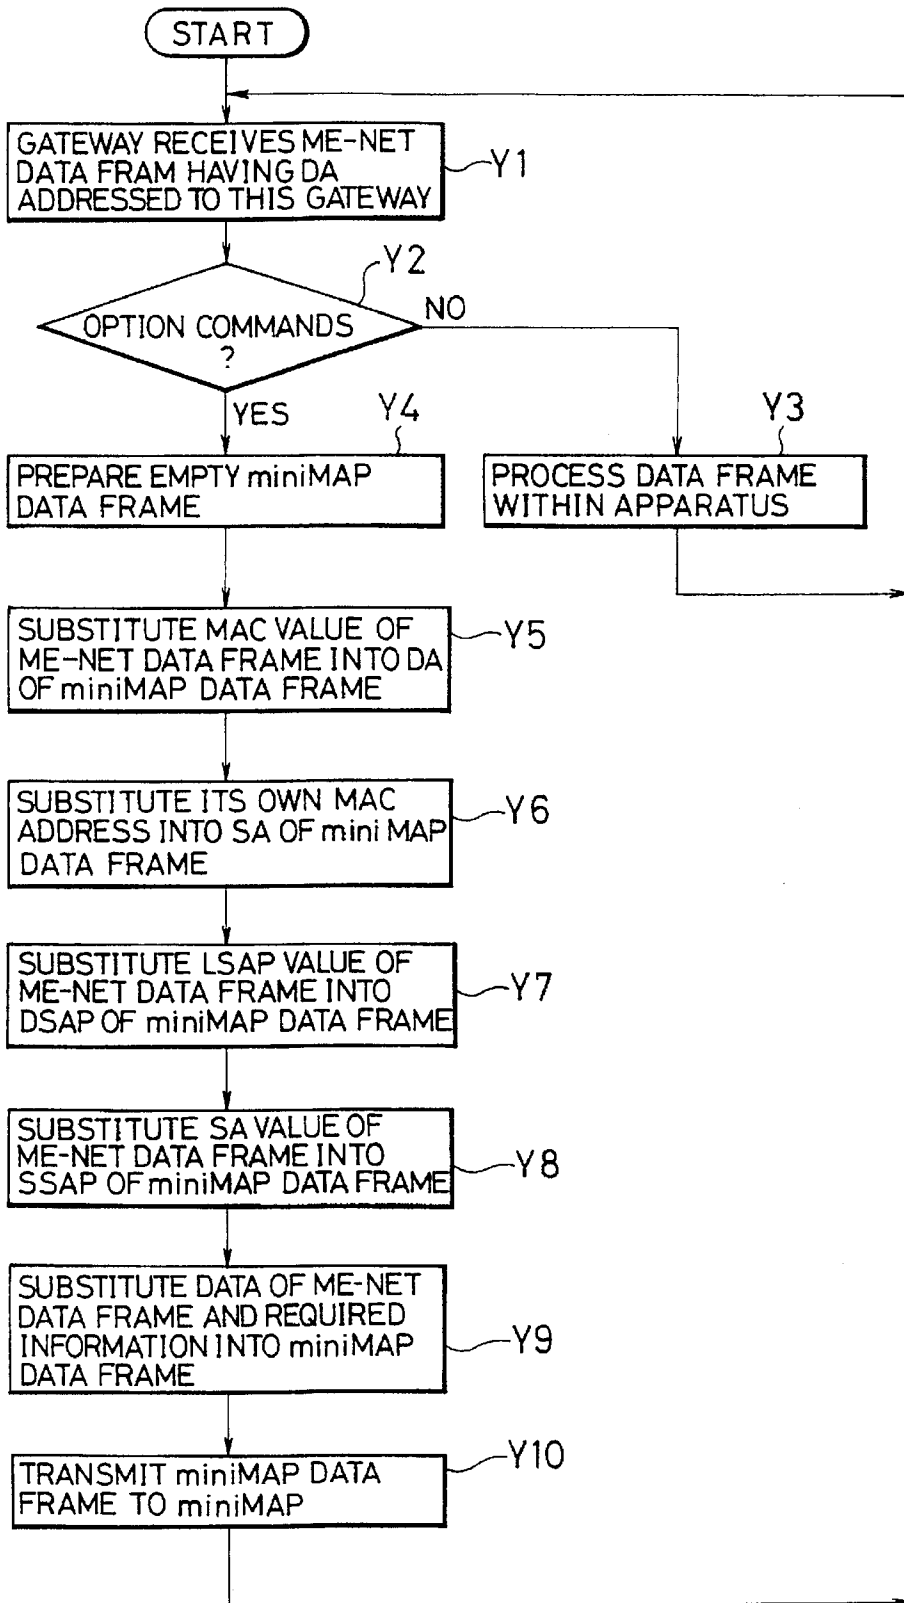 START
GATEWAY RECEIVES ME-NET
DATA FRAM HAVING DA
ADDRESSED TO THIS GATEWAY
Y1
Y2
OPTION COMMANDS
?
NO
YES
Y4
PREPARE EMPTY miniMAP
DATA FRAME
Y3
PROCESS DATA FRAME
WITHIN APPARATUS
SUBSTITUTE MAC VALUE OF
ME-NET DATA FRAME INTO DA
OF miniMAP DATA FRAME
Y5
SUBSTITUTE ITS OWN MAC
ADDRESS INTO SA OF mini MAP
DATA FRAME
Y6
SUBSTITUTE LSAP VALUE OF
ME-NET DATA FRAME INTO
DSAP OF miniMAP DATA FRAME
Y7
SUBSTITUTE SA VALUE OF
ME-NET DATA FRAME INTO
SSAP OF miniMAP DATA FRAME
Y8
SUBSTITUTE DATA OF ME-NET
DATA FRAME AND REQUIRED
INFORMATION INTO miniMAP
DATA FRAME
Y9
TRANSMIT miniMAP DATA
FRAME TO miniMAP
Y10